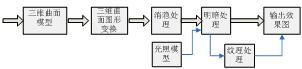 三维曲面
模型
三维曲
面图形
变换
消隐处
理
明暗处
理
输出效
果图
光照模
型
纹理处
理